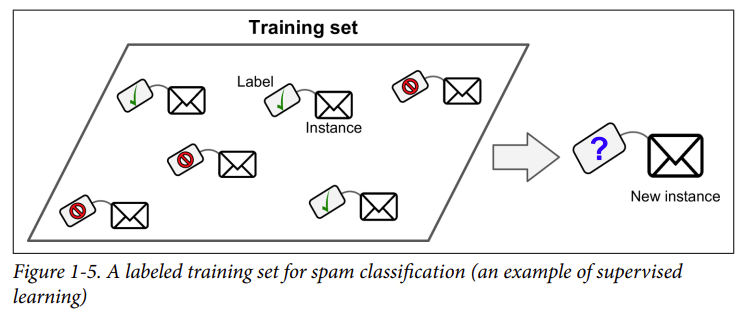 Training set
Label
Instance
?
New instance
Figure 1-5. A labeled training set for spam classification (an example of supervised
learning)